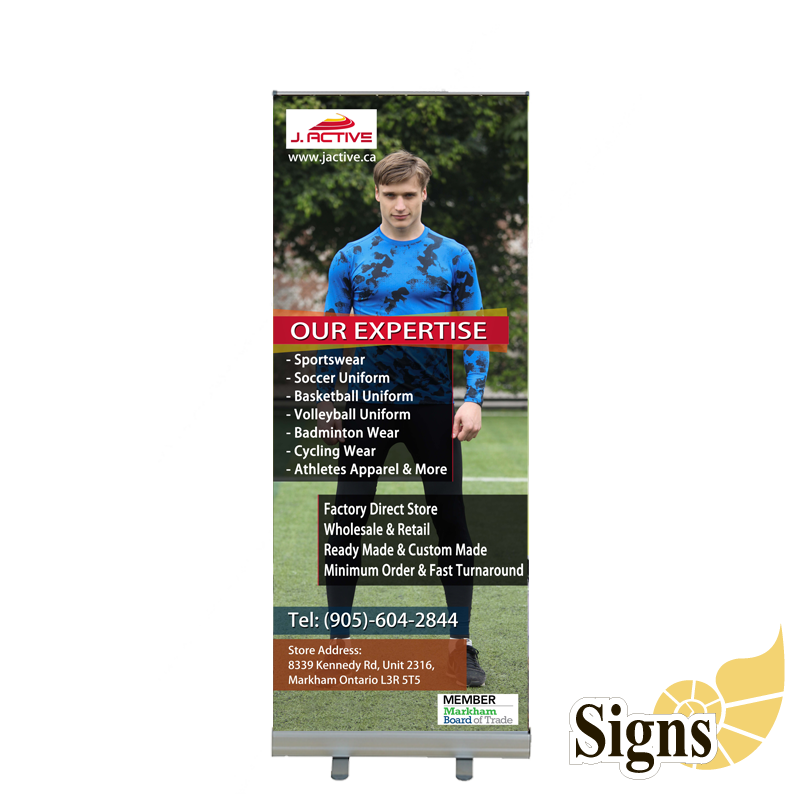 J. ACTIVE
www.jactive.ca
OUR EXPERTISE
- Sportswear
- Soccer Uniform
- Basketball Uniform
- Volleyball Uniform
- Badminton Wear
- Cycling Wear
- Athletes Apparel & More
Factory Direct Store
Wholesale & Retail
Ready Made & Custom Made
Minimum Order & Fast Turnaround
Tel: (905)-604-2844
Store Address:
8339 Kennedy Rd, Unit 2316,
Markham Ontario L3R 5T5
MEMBER
Markham
Board of Trade
Signs